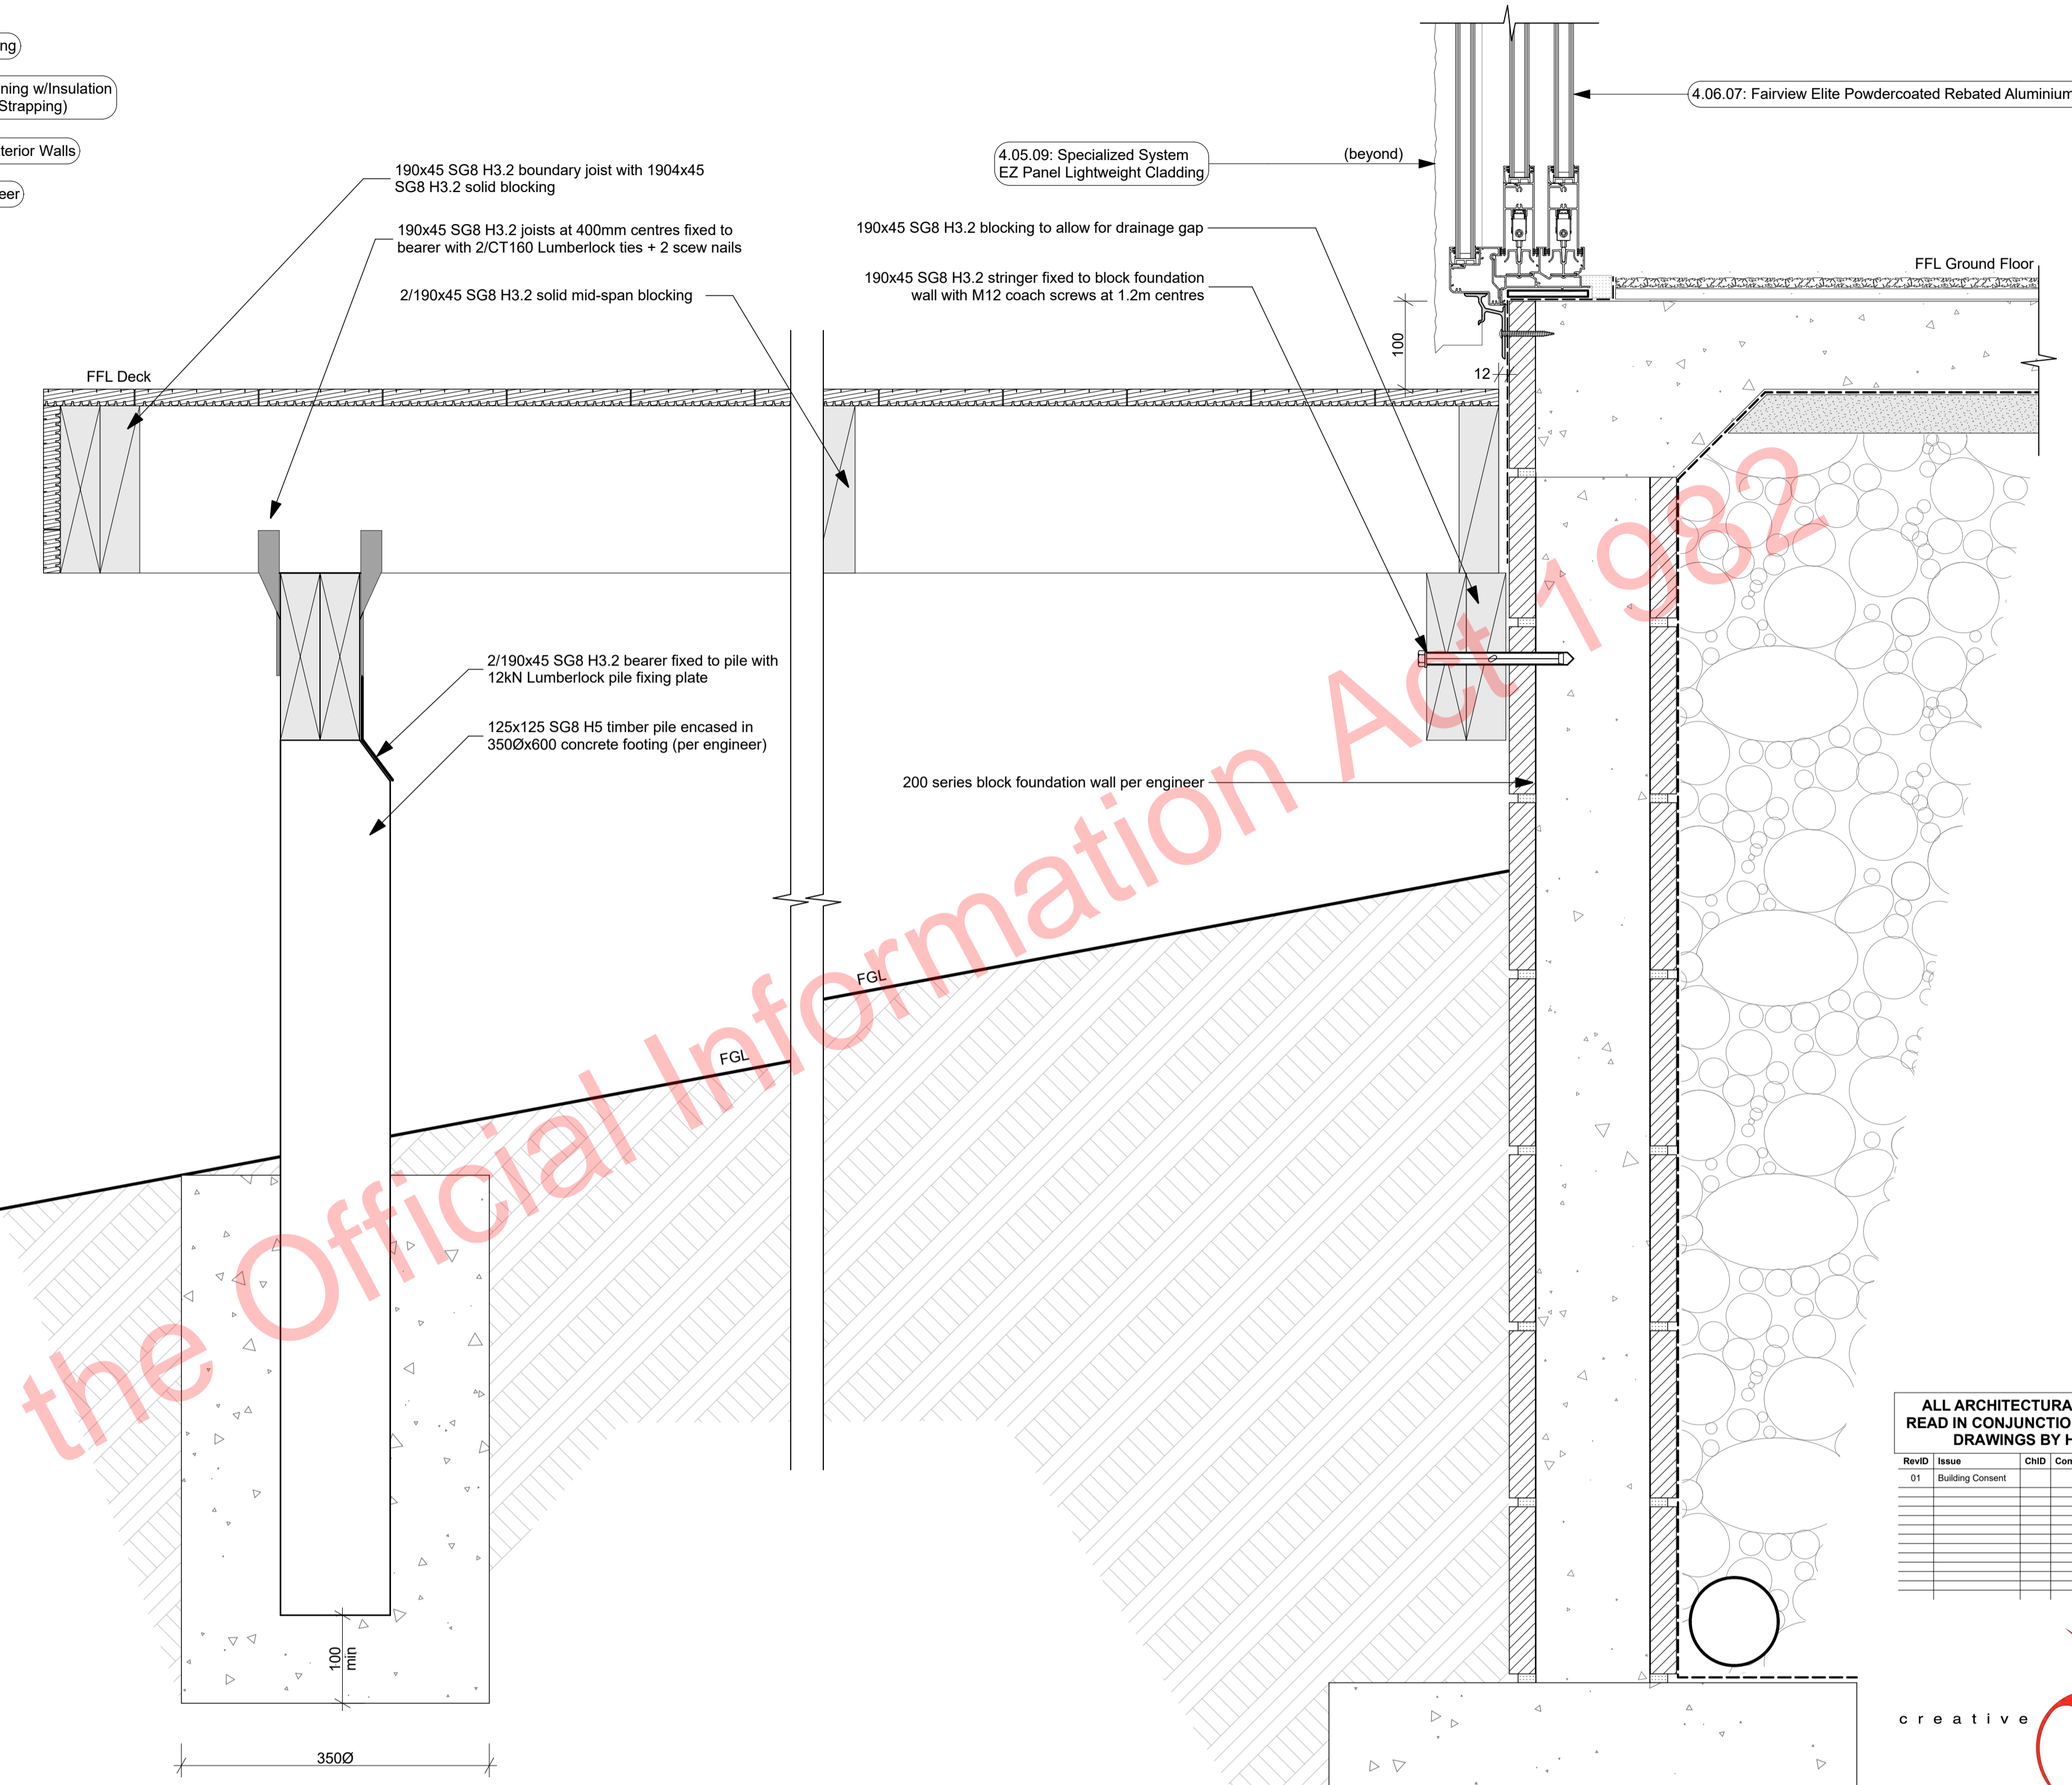 ng
ning w/Insulation
Strapping)
terior Walls
eer
190x45 SG8 H3.2 boundary joist with 1904x45
SG8 H3.2 solid blocking
190x45 SG8 H3.2 joists at 400mm centres fixed to
bearer with 2/CT160 Lumberlock ties + 2 scew nails
2/190x45 SG8 H3.2 solid mid-span blocking
4.05.09: Specialized System
EZ Panel Lightweight Cladding
(beyond)
4.06.07: Fairview Elite Powdercoated Rebated Aluminium
190x45 SG8 H3.2 blocking to allow for drainage gap
190x45 SG8 H3.2 stringer fixed to block foundation
wall with M12 coach screws at 1.2m centres
FFL Ground Floor
100
12
FFL Deck
2/190x45 SG8 H3.2 bearer fixed to pile with
12kN Lumberlock pile fixing plate
125x125 SG8 H5 timber pile encased in
350Øx600 concrete footing (per engineer)
200 series block foundation wall per engineer
FGL
FGL
the Official Information Act 1982
100
min
350Ø
ALL ARCHITECTURA
READ IN CONJUNCTIO
DRAWINGS BY H
RevID Issue ChID Con
01 Building Consent
creative